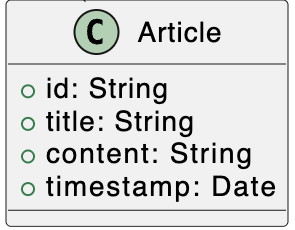 C Article
id: String
title: String
content: String
timestamp: Date